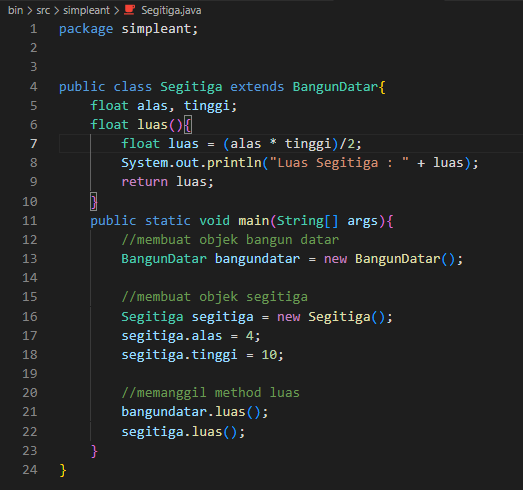 bin > src > simpleant > Segitiga.java
1 package simpleant;
2
3
4 public class Segitiga extends BangunDatar{
5     float alas, tinggi;
6     float luas(){
7         float luas = (alas * tinggi)/2;
8         System.out.println("Luas Segitiga : " + luas);
9         return luas;
10     }
11     public static void main(String[] args){
12         //membuat objek bangun datar
13         BangunDatar bangundatar = new BangunDatar();
14
15         //membuat objek segitiga
16         Segitiga segitiga = new Segitiga();
17         segitiga.alas = 4;
18         segitiga.tinggi = 10;
19
20         //memanggil method luas
21         bangundatar.luas();
22         segitiga.luas();
23     }
24 }